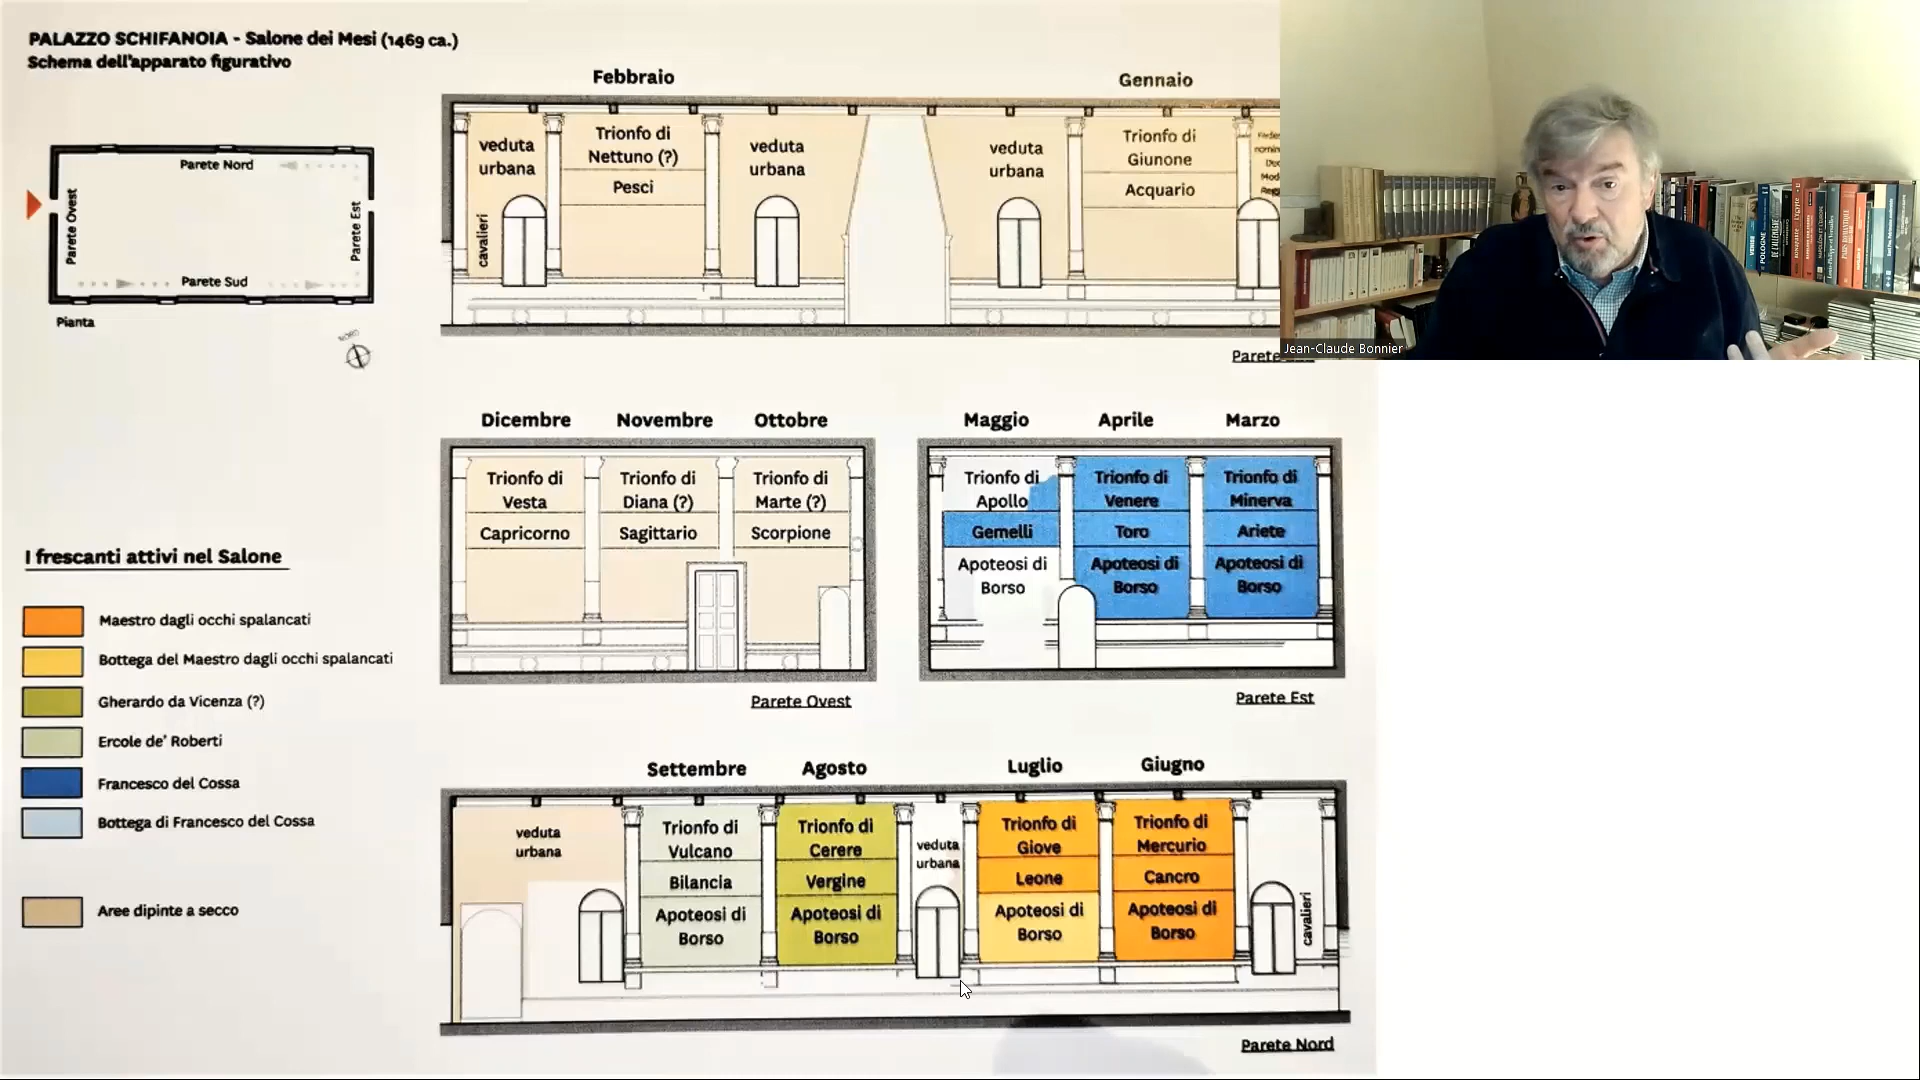 PALAZZO SCHIFANOIA - Salone dei Mesi (1469 ca.)
Schema dell'apparato figurativo
Parete Nord
Parete Ovest
Parete Est
Parete Sud
Pianta
Febbraio
Gennaio
veduta
urbana
cavalieri
Trionfo di
Nettuno (?)
Pesci
veduta
urbana
veduta
urbana
Trionfo di
Giunone
Acquario
Parete
Jean-Claude Bonnier
Dicembre
Novembre
Ottobre
Trionfo di
Vesta
Capricorno
Trionfo di
Diana (?)
Sagittario
Trionfo di
Marte (?)
Scorpione
Parete Ovest
Maggio
Aprile
Marzo
Trionfo di
Apollo
Gemelli
Apoteosi di
Borso
Trionfo di
Venere
Toro
Apoteosi di
Borso
Trionfo di
Minerva
Ariete
Apoteosi di
Borso
Parete Est
I frescanti attivi nel Salone
Maestro dagli occhi spalancati
Bottega del Maestro dagli occhi spalancati
Gherardo da Vicenza (?)
Ercole de' Roberti
Francesco del Cossa
Bottega di Francesco del Cossa
Aree dipinte a secco
Settembre
Agosto
Luglio
Giugno
veduta
urbana
Trionfo di
Vulcano
Bilancia
Apoteosi di
Borso
Trionfo di
Cerere
Vergine
Apoteosi di
Borso
veduta
urbana
Trionfo di
Giove
Leone
Apoteosi di
Borso
Trionfo di
Mercurio
Cancro
Apoteosi di
Borso
cavalieri
Parete Nord